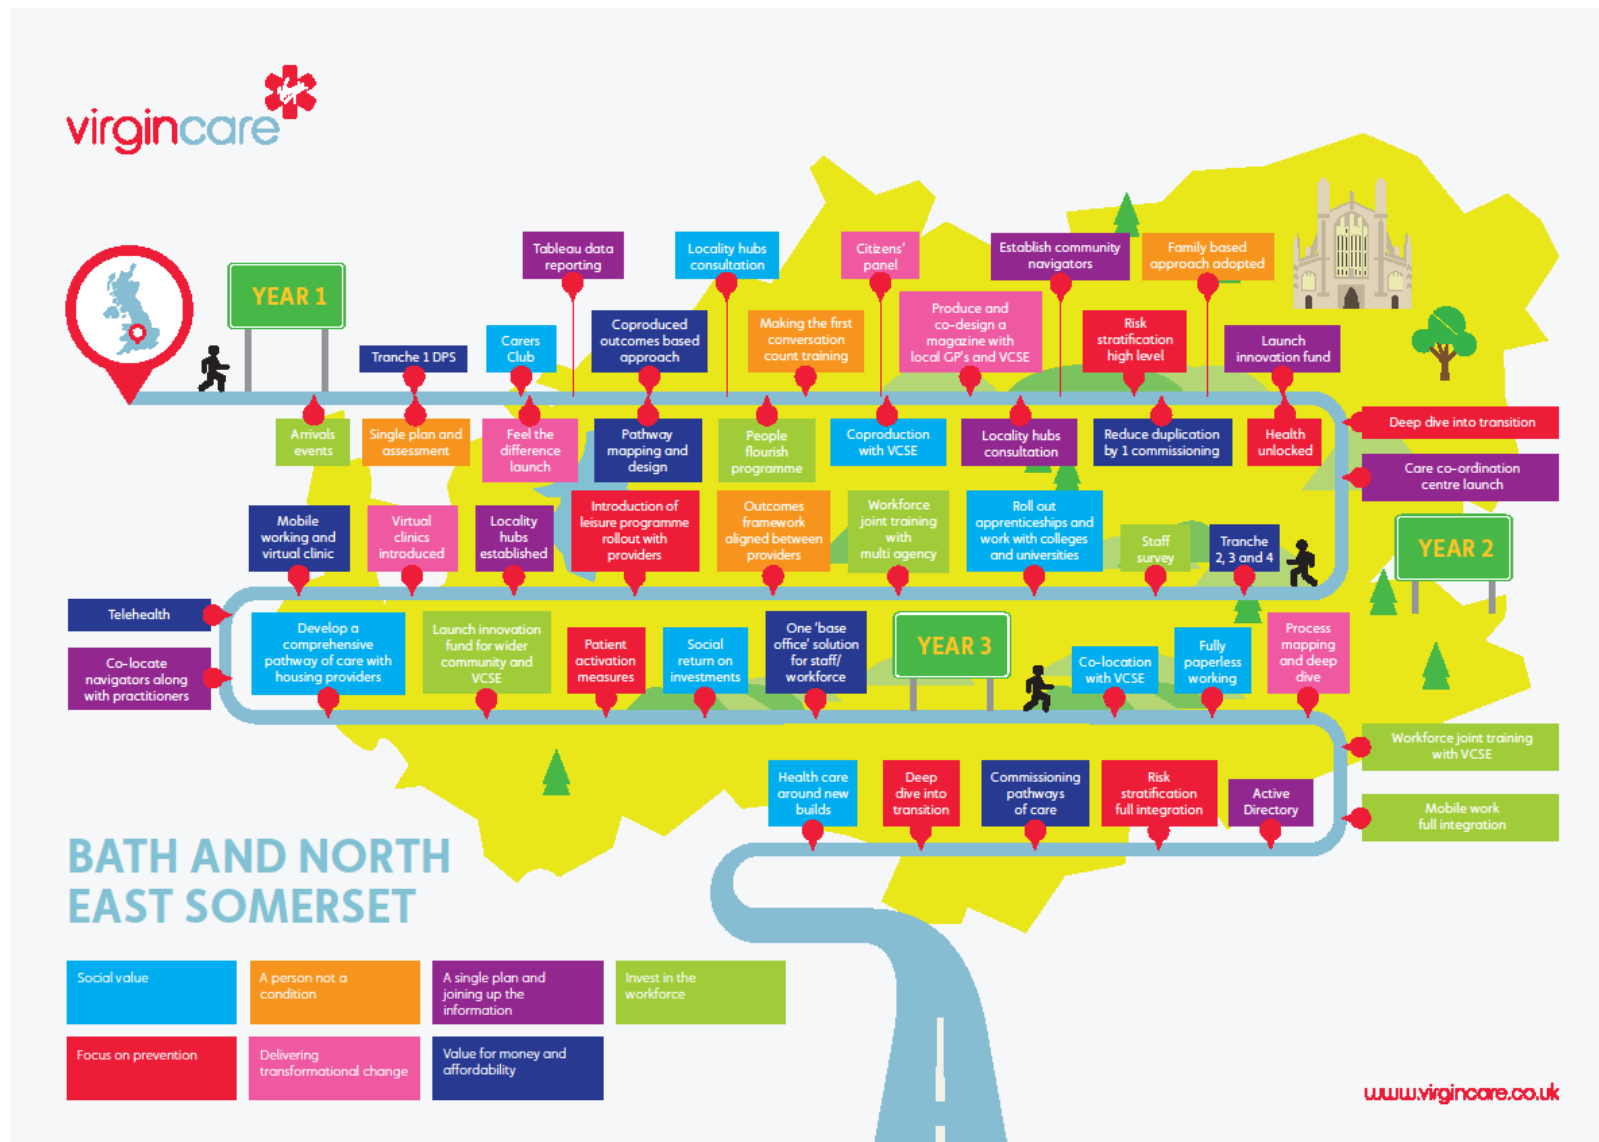 virgincare
YEAR 1
Tableau data
reporting
Locality hubs
consultation
Citizens'
panel
Establish community
navigators
Family based
approach adopted
Tranche 1 DPS
Carers
Club
Coproduced
outcomes based
approach
Making the first
conversation
count training
Produce and
co-design a
magazine with
local GP's and VCSE
Risk
stratification
high level
Launch
innovation fund
Arrivals
events
Single plan and
assessment
Feel the
difference
launch
Pathway
mapping and
design
People
flourish
programme
Coproduction
with VCSE
Locality hubs
consultation
Reduce duplication
by 1 commissioning
Health
unlocked
Deep dive into transition
Care co-ordination
centre launch
YEAR 2
Mobile
working and
virtual clinic
Virtual
clinics
introduced
Locality
hubs
established
Introduction of
leisure programme
rollout with
providers
Outcomes
framework
aligned between
providers
Workforce
joint training
with
multi agency
Roll out
apprenticeships and
work with colleges
and universities
Staff
survey
Tranche
2, 3 and 4
Telehealth
Co-locate
navigators along
with practitioners
Develop a
comprehensive
pathway of care with
housing providers
Launch innovation
fund for wider
community and
VCSE
Patient
activation
measures
Social
return on
investments
One 'base
office' solution
for staff/
workforce
YEAR 3
Co-location
with VCSE
Fully
paperless
working
Process
mapping
and deep
dive
Workforce joint training
with VCSE
Mobile work
full integration
Health care
around new
builds
Deep
dive into
transition
Commissioning
pathways
of care
Risk
stratification
full integration
Active
Directory
BATH AND NORTH
EAST SOMERSET
Social value
A person not a
condition
A single plan and
joining up the
information
Invest in the
workforce
Focus on prevention
Delivering
transformational change
Value for money and
affordability
www.virgincare.co.uk